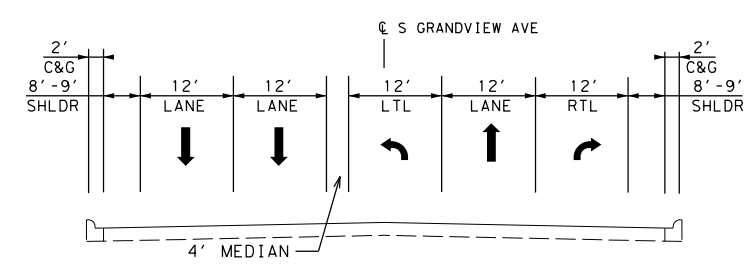 ℄ S GRANDVIEW AVE
2' 2'
C&G C&G
8'-9' 12' 12' 12' 12' 12' 8'-9'
SHLDR LANE LANE LTL LANE RTL SHLDR
4' MEDIAN